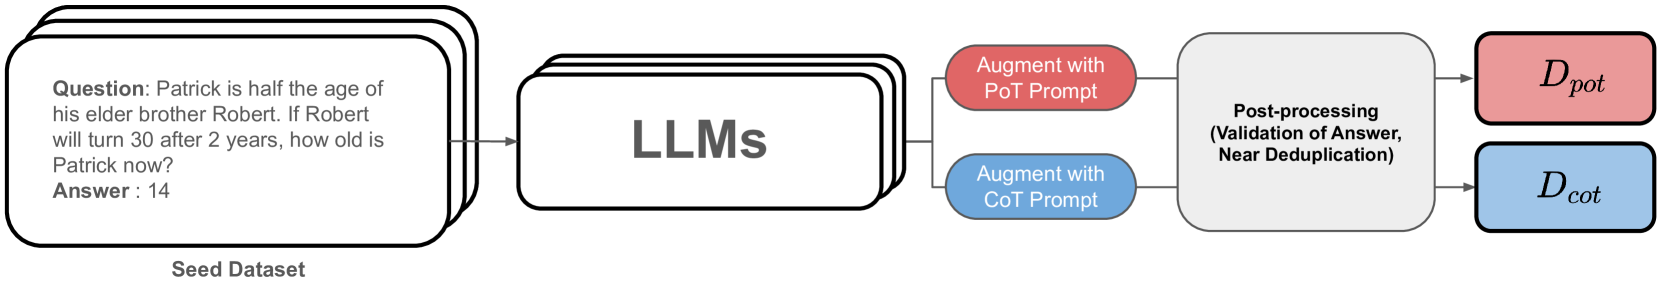 Question: Patrick is half the age of
his elder brother Robert. If Robert
will turn 30 after 2 years, how old is
Patrick now?
Answer : 14
Seed Dataset
LLMs
Augment with
PoT Prompt
Augment with
CoT Prompt
Post-processing
(Validation of Answer,
Near Deduplication)
D_{pot}
D_{cot}